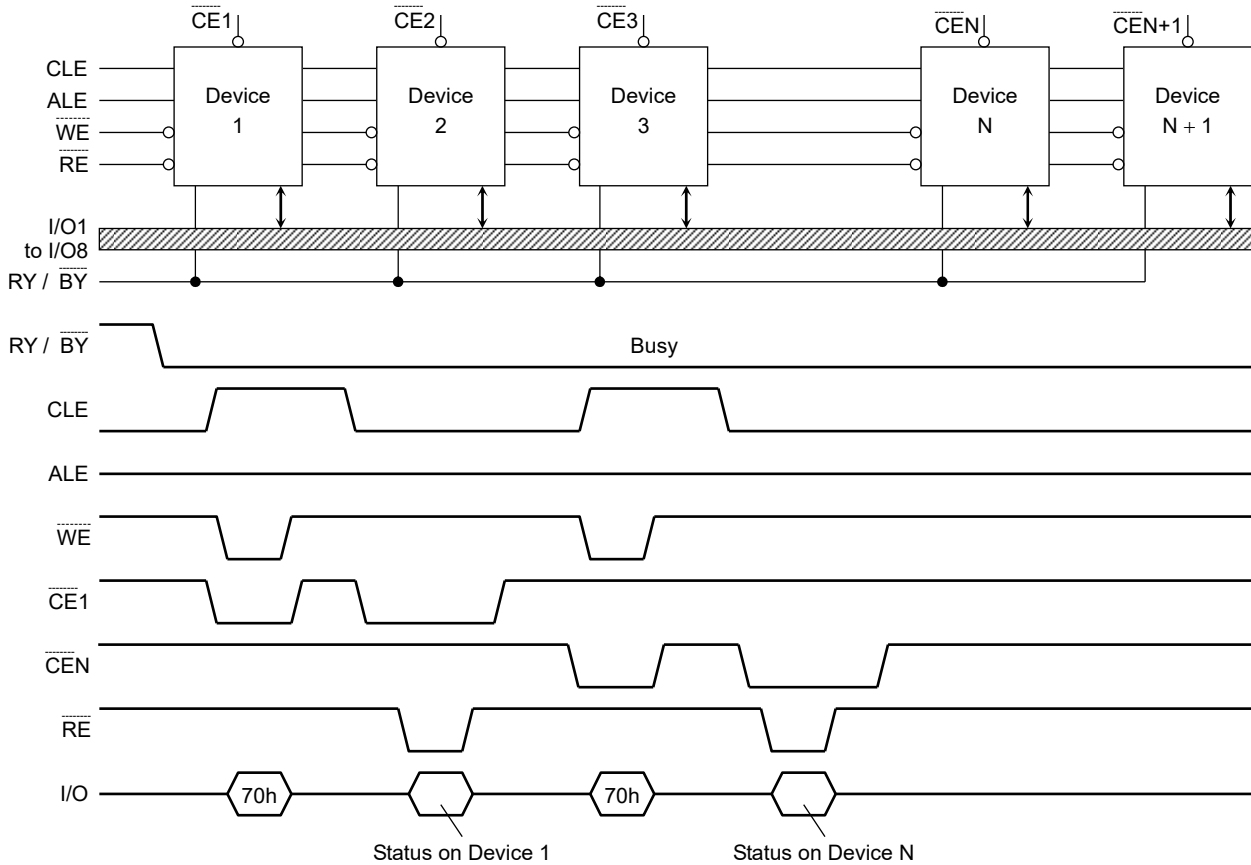 CE1 CE2 CE3 CEN CEN+1
CLE
ALE
WE
RE
Device 1
Device 2
Device 3
Device N
Device N + 1
I/O1 to I/O8
RY / BY
RY / BY Busy
CLE
ALE
WE
CE1
CEN
RE
I/O 70h 70h
Status on Device 1 Status on Device N